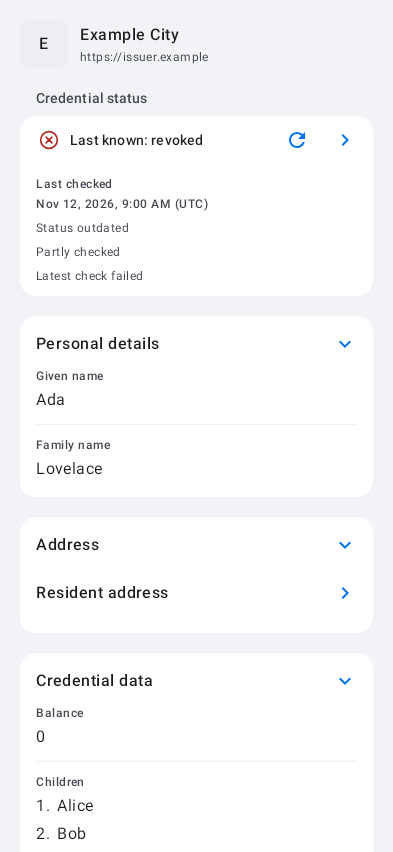 E
Example City
https://issuer.example
Credential status
Last known: revoked
Last checked
Nov 12, 2026, 9:00 AM (UTC)
Status outdated
Partly checked
Latest check failed
Personal details
Given name
Ada
Family name
Lovelace
Address
Resident address
Credential data
Balance
0
Children
1. Alice
2. Bob